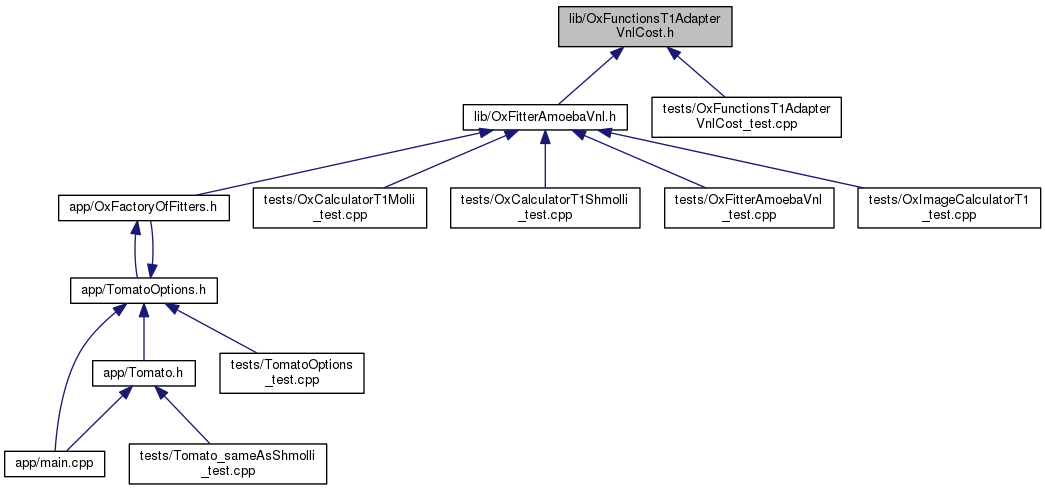 lib/OxFunctionsT1Adapter
VnlCost.h
lib/OxFitterAmoebaVnl.h
tests/OxFunctionsT1Adapter
VnlCost_test.cpp
app/OxFactoryOfFitters.h
tests/OxCalculatorT1Molli
_test.cpp
tests/OxCalculatorT1Shmolli
_test.cpp
tests/OxFitterAmoebaVnl
_test.cpp
tests/OxImageCalculatorT1
_test.cpp
app/TomatoOptions.h
app/Tomato.h
tests/TomatoOptions
_test.cpp
app/main.cpp
tests/Tomato_sameAsShmolli
_test.cpp